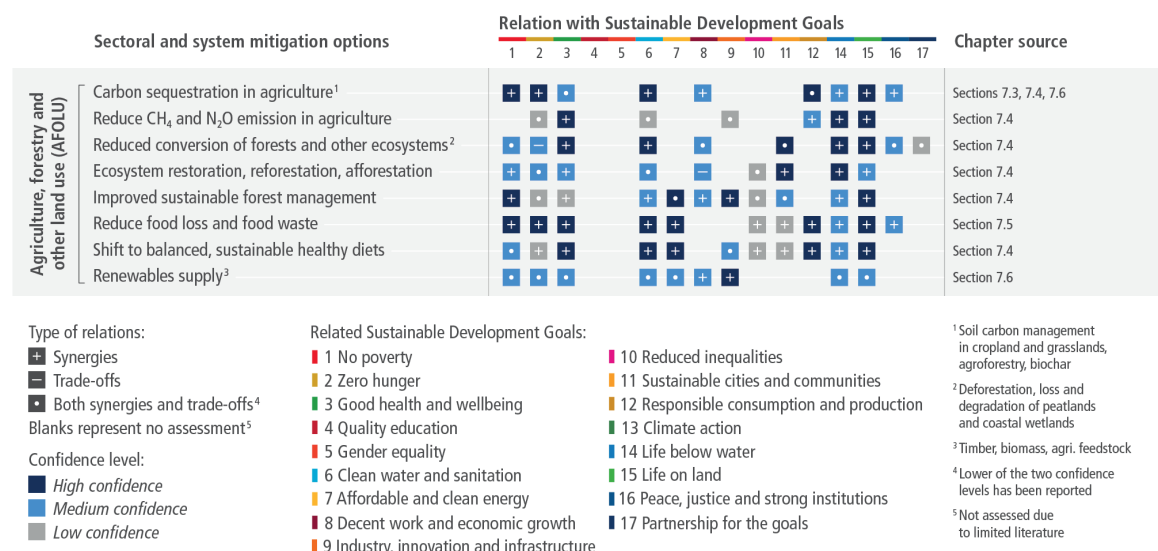 Relation with Sustainable Development Goals
Sectoral and system mitigation options
1 2 3 4 5 6 7 8 9 10 11 12 14 15 16 17
Chapter source
Agriculture, forestry and
other land use (AFOLU)
Carbon sequestration in agriculture¹ + + • + + • + + + Sections 7.3, 7.4, 7.6
Reduce CH₄ and N₂O emission in agriculture • + • • + + + Section 7.4
Reduced conversion of forests and other ecosystems² • − + + • • + + • • Section 7.4
Ecosystem restoration, reforestation, afforestation + • + • − • + + + Section 7.4
Improved sustainable forest management + • + + • + + • • + + Section 7.4
Reduce food loss and food waste + + + + + + + + + + + Section 7.5
Shift to balanced, sustainable healthy diets • + + + + • + + + + + Section 7.4
Renewables supply³ • • • • • + + • • Section 7.6
Type of relations:
+ Synergies
− Trade-offs
• Both synergies and trade-offs⁴
Blanks represent no assessment⁵
Confidence level:
High confidence
Medium confidence
Low confidence
Related Sustainable Development Goals:
1 No poverty
2 Zero hunger
3 Good health and wellbeing
4 Quality education
5 Gender equality
6 Clean water and sanitation
7 Affordable and clean energy
8 Decent work and economic growth
9 Industry, innovation and infrastructure
10 Reduced inequalities
11 Sustainable cities and communities
12 Responsible consumption and production
13 Climate action
14 Life below water
15 Life on land
16 Peace, justice and strong institutions
17 Partnership for the goals
¹ Soil carbon management
in cropland and grasslands,
agroforestry, biochar
² Deforestation, loss and
degradation of peatlands
and coastal wetlands
³ Timber, biomass, agri. feedstock
⁴ Lower of the two confidence
levels has been reported
⁵ Not assessed due
to limited literature